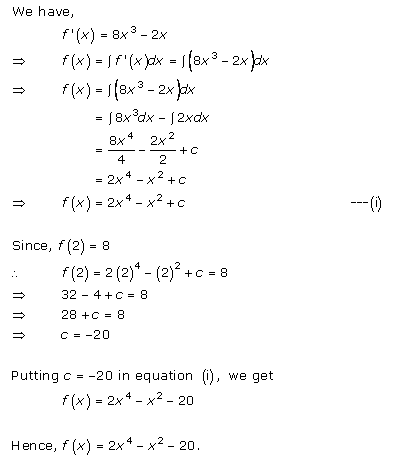 We have,
f'(x) = 8x³ – 2x
⇒ f(x) = ∫f'(x)dx = ∫(8x³ – 2x)dx
⇒ f(x) = ∫(8x³ – 2x)dx
= ∫8x³dx – ∫2xdx
= 8x⁴/4 – 2x²/2 + c
= 2x⁴ – x² + c
⇒ f(x) = 2x⁴ – x² + c ---(i)
Since, f(2) = 8
∴ f(2) = 2(2)⁴ – (2)² + c = 8
⇒ 32 – 4 + c = 8
⇒ 28 + c = 8
⇒ c = –20
Putting c = –20 in equation (i), we get
f(x) = 2x⁴ – x² – 20
Hence, f(x) = 2x⁴ – x² – 20.